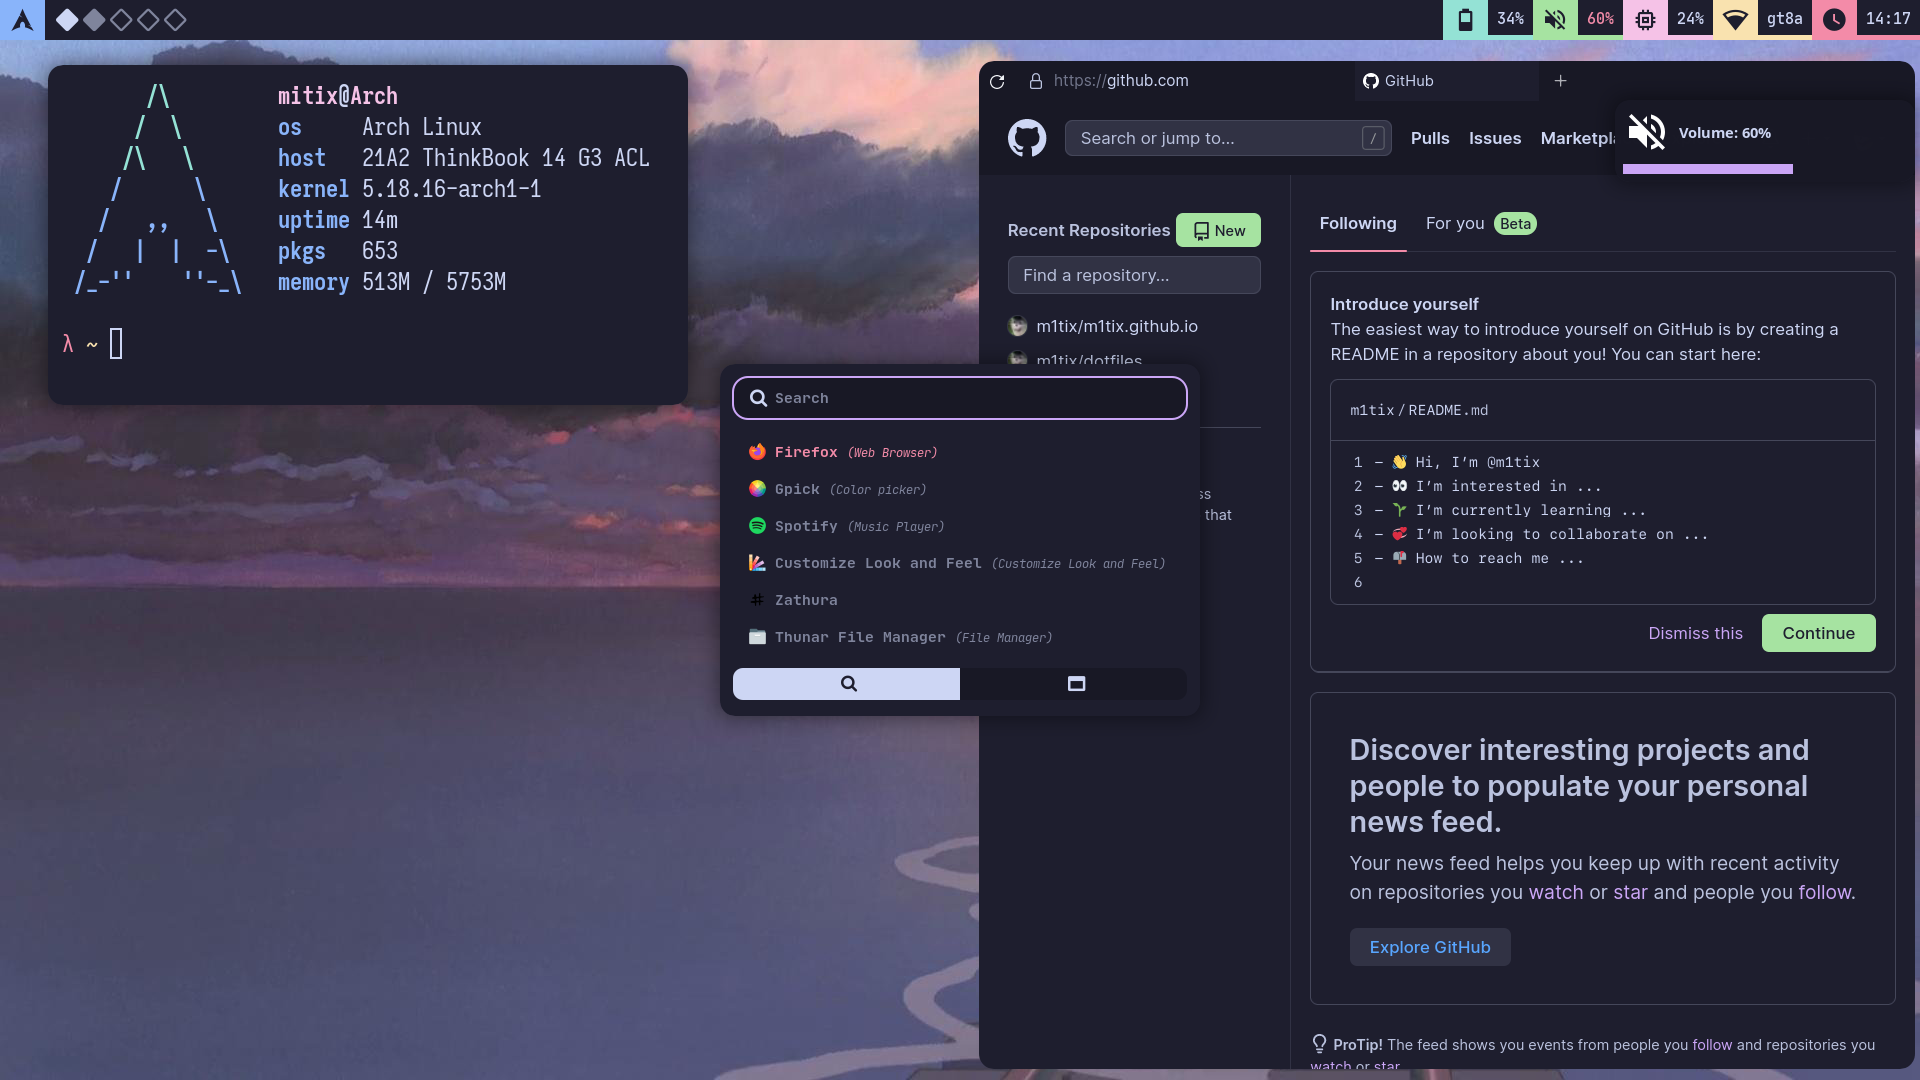 34%
60%
24%
gt8a
14:17
mitix@Arch
os Arch Linux
host 21A2 ThinkBook 14 G3 ACL
kernel 5.18.16-arch1-1
uptime 14m
pkgs 653
memory 513M / 5753M
λ ~
https://github.com
GitHub
Search or jump to...
/
Pulls
Issues
Marketpla
Volume: 60%
Recent Repositories
New
Find a repository...
m1tix/m1tix.github.io
m1tix/dotfiles
ss
that
Search
Firefox (Web Browser)
Gpick (Color picker)
Spotify (Music Player)
Customize Look and Feel (Customize Look and Feel)
Zathura
Thunar File Manager (File Manager)
Following
For you
Beta
Introduce yourself
The easiest way to introduce yourself on GitHub is by creating a
README in a repository about you! You can start here:
m1tix/README.md
1 – 👋 Hi, I’m @m1tix
2 – 👀 I’m interested in ...
3 – 🌱 I’m currently learning ...
4 – 💞️ I’m looking to collaborate on ...
5 – 📫 How to reach me ...
6
Dismiss this
Continue
Discover interesting projects and
people to populate your personal
news feed.
Your news feed helps you keep up with recent activity
on repositories you watch or star and people you follow.
Explore GitHub
ProTip! The feed shows you events from people you follow and repositories you
watch or star.